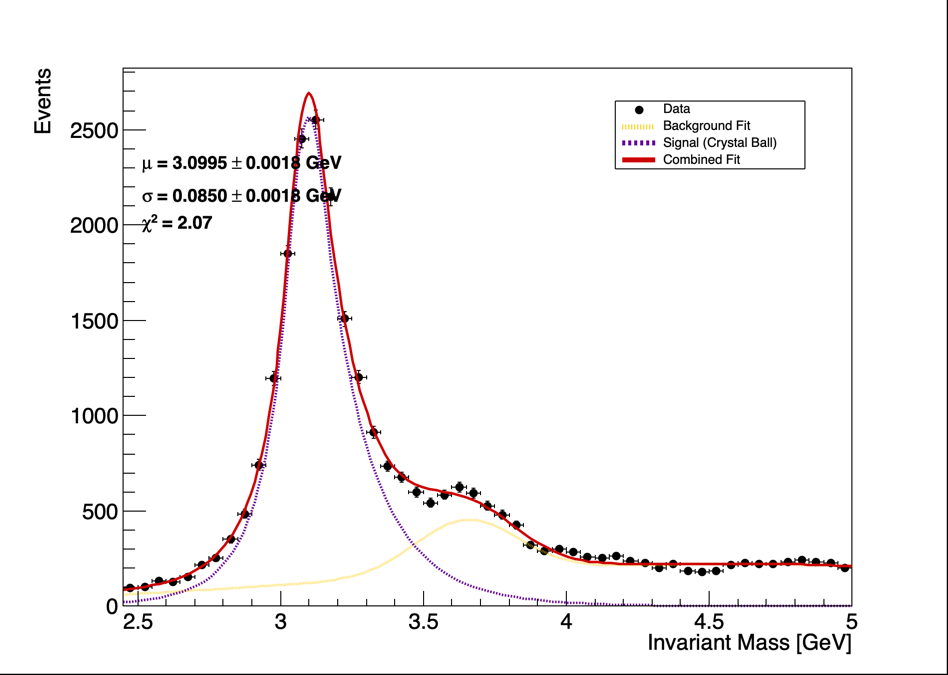 Events
2500
2000
1500
1000
500
0
μ = 3.0995 ± 0.0018 GeV
σ = 0.0850 ± 0.0018 GeV
χ² = 2.07
Data
Background Fit
Signal (Crystal Ball)
Combined Fit
2.5 3 3.5 4 4.5 5
Invariant Mass [GeV]